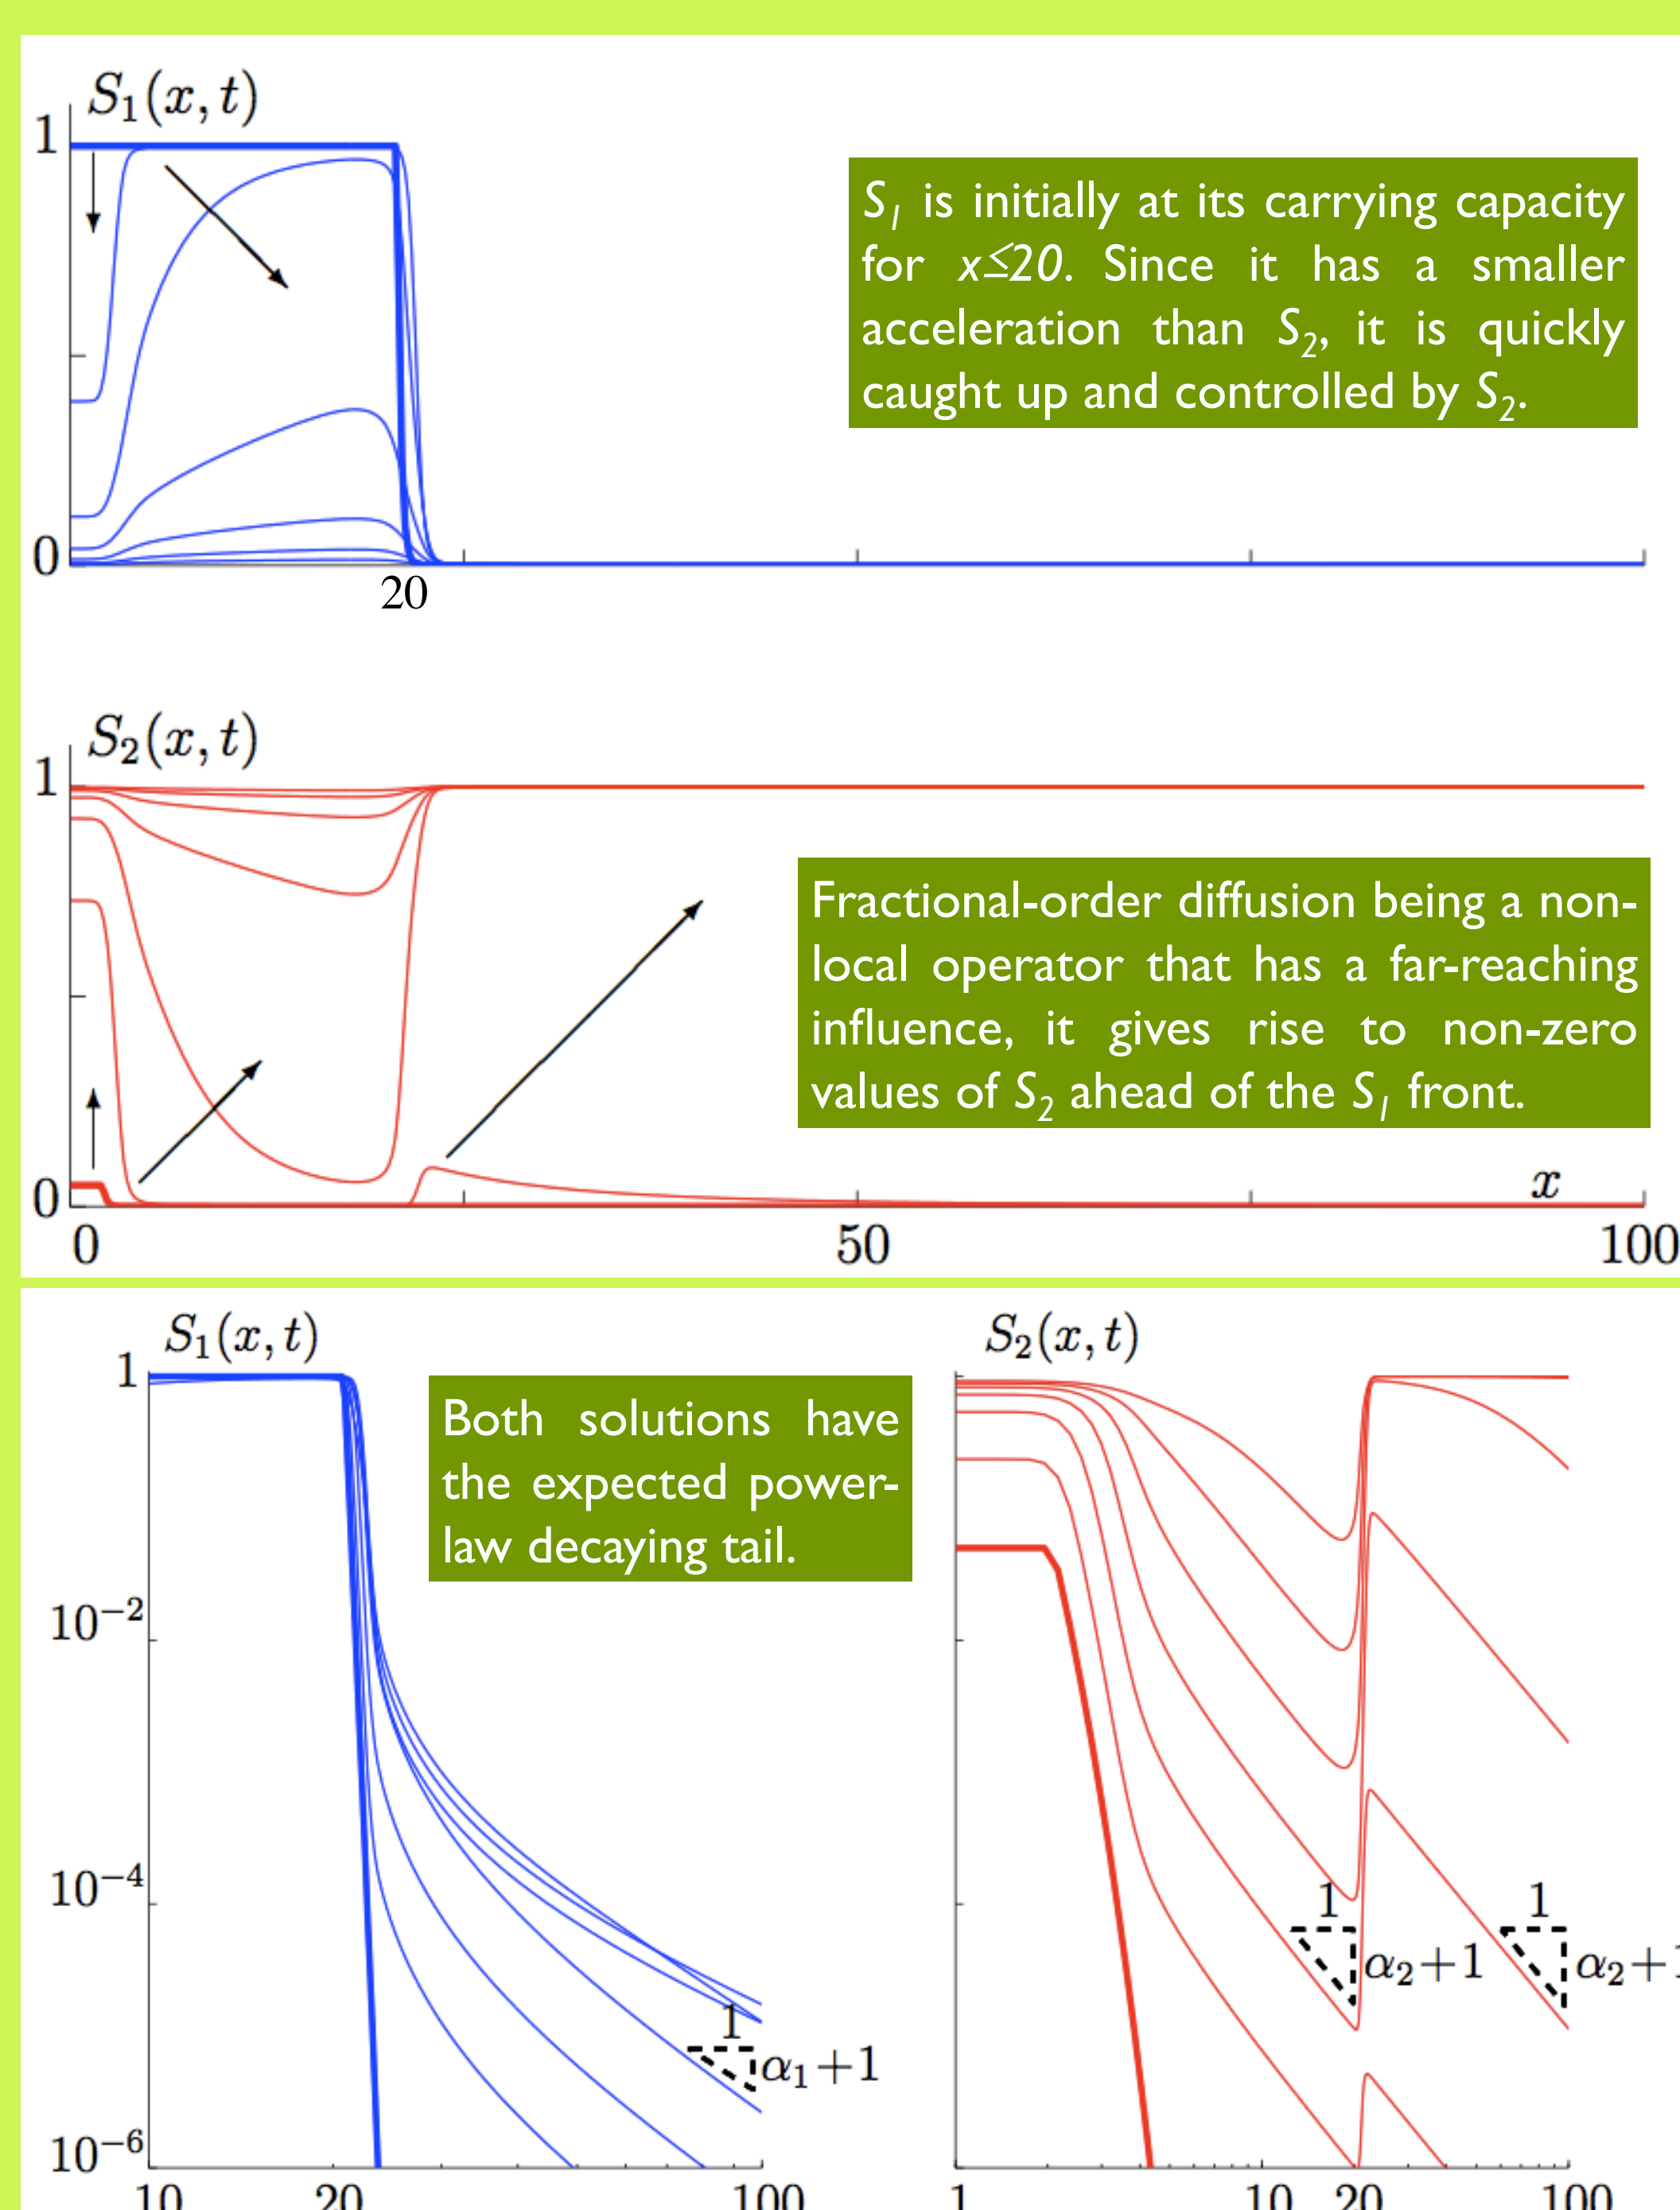 S₁(x, t)
1
0
20
S₁ is initially at its carrying capacity
for x≤20. Since it has a smaller
acceleration than S₂, it is quickly
caught up and controlled by S₂.
S₂(x, t)
1
0
Fractional-order diffusion being a non-
local operator that has a far-reaching
influence, it gives rise to non-zero
values of S₂ ahead of the S₁ front.
x
0 50 100
S₁(x, t)
1
10⁻²
10⁻⁴
10⁻⁶
Both solutions have
the expected power-
law decaying tail.
1
α₁+1
10 20 100
S₂(x, t)
1
α₂+1
1
α₂+1
1 10 20 100